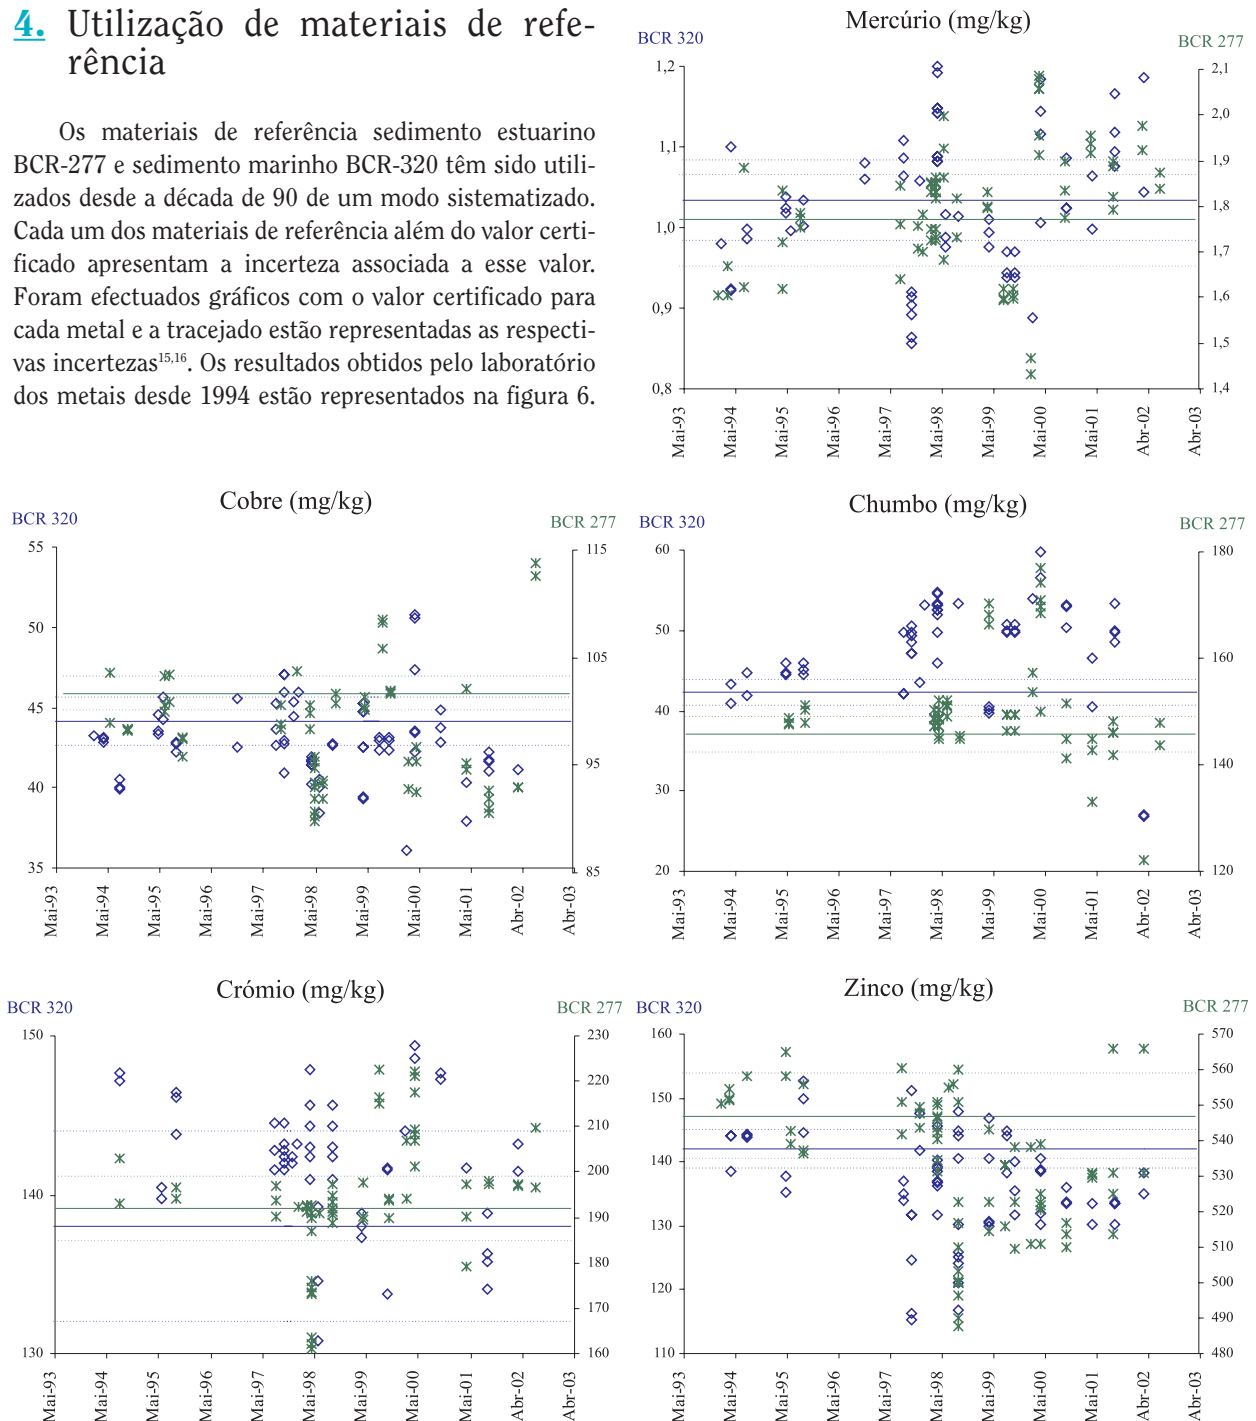 4. Utilização de materiais de refe-
rência
Os materiais de referência sedimento estuarino
BCR-277 e sedimento marinho BCR-320 têm sido utili-
zados desde a década de 90 de um modo sistematizado.
Cada um dos materiais de referência além do valor certi-
ficado apresentam a incerteza associada a esse valor.
Foram efectuados gráficos com o valor certificado para
cada metal e a tracejado estão representadas as respecti-
vas incertezas15,16. Os resultados obtidos pelo laboratório
dos metais desde 1994 estão representados na figura 6.
Mercúrio (mg/kg)
BCR 320
BCR 277
1,2
1,1
1,0
0,9
0,8
2,1
2,0
1,9
1,8
1,7
1,6
1,5
1,4
Mai-93
Mai-94
Mai-95
Mai-96
Mai-97
Mai-98
Mai-99
Mai-00
Mai-01
Abr-02
Abr-03
Cobre (mg/kg)
BCR 320
BCR 277
55
50
45
40
35
115
105
95
85
Mai-93
Mai-94
Mai-95
Mai-96
Mai-97
Mai-98
Mai-99
Mai-00
Mai-01
Abr-02
Abr-03
Chumbo (mg/kg)
BCR 320
BCR 277
60
50
40
30
20
180
160
140
120
Mai-93
Mai-94
Mai-95
Mai-96
Mai-97
Mai-98
Mai-99
Mai-00
Mai-01
Abr-02
Abr-03
Crómio (mg/kg)
BCR 320
BCR 277
150
140
130
230
220
210
200
190
180
170
160
Mai-93
Mai-94
Mai-95
Mai-96
Mai-97
Mai-98
Mai-99
Mai-00
Mai-01
Abr-02
Abr-03
Zinco (mg/kg)
BCR 320
BCR 277
160
150
140
130
120
110
570
560
550
540
530
520
510
500
490
480
Mai-93
Mai-94
Mai-95
Mai-96
Mai-97
Mai-98
Mai-99
Mai-00
Mai-01
Abr-02
Abr-03